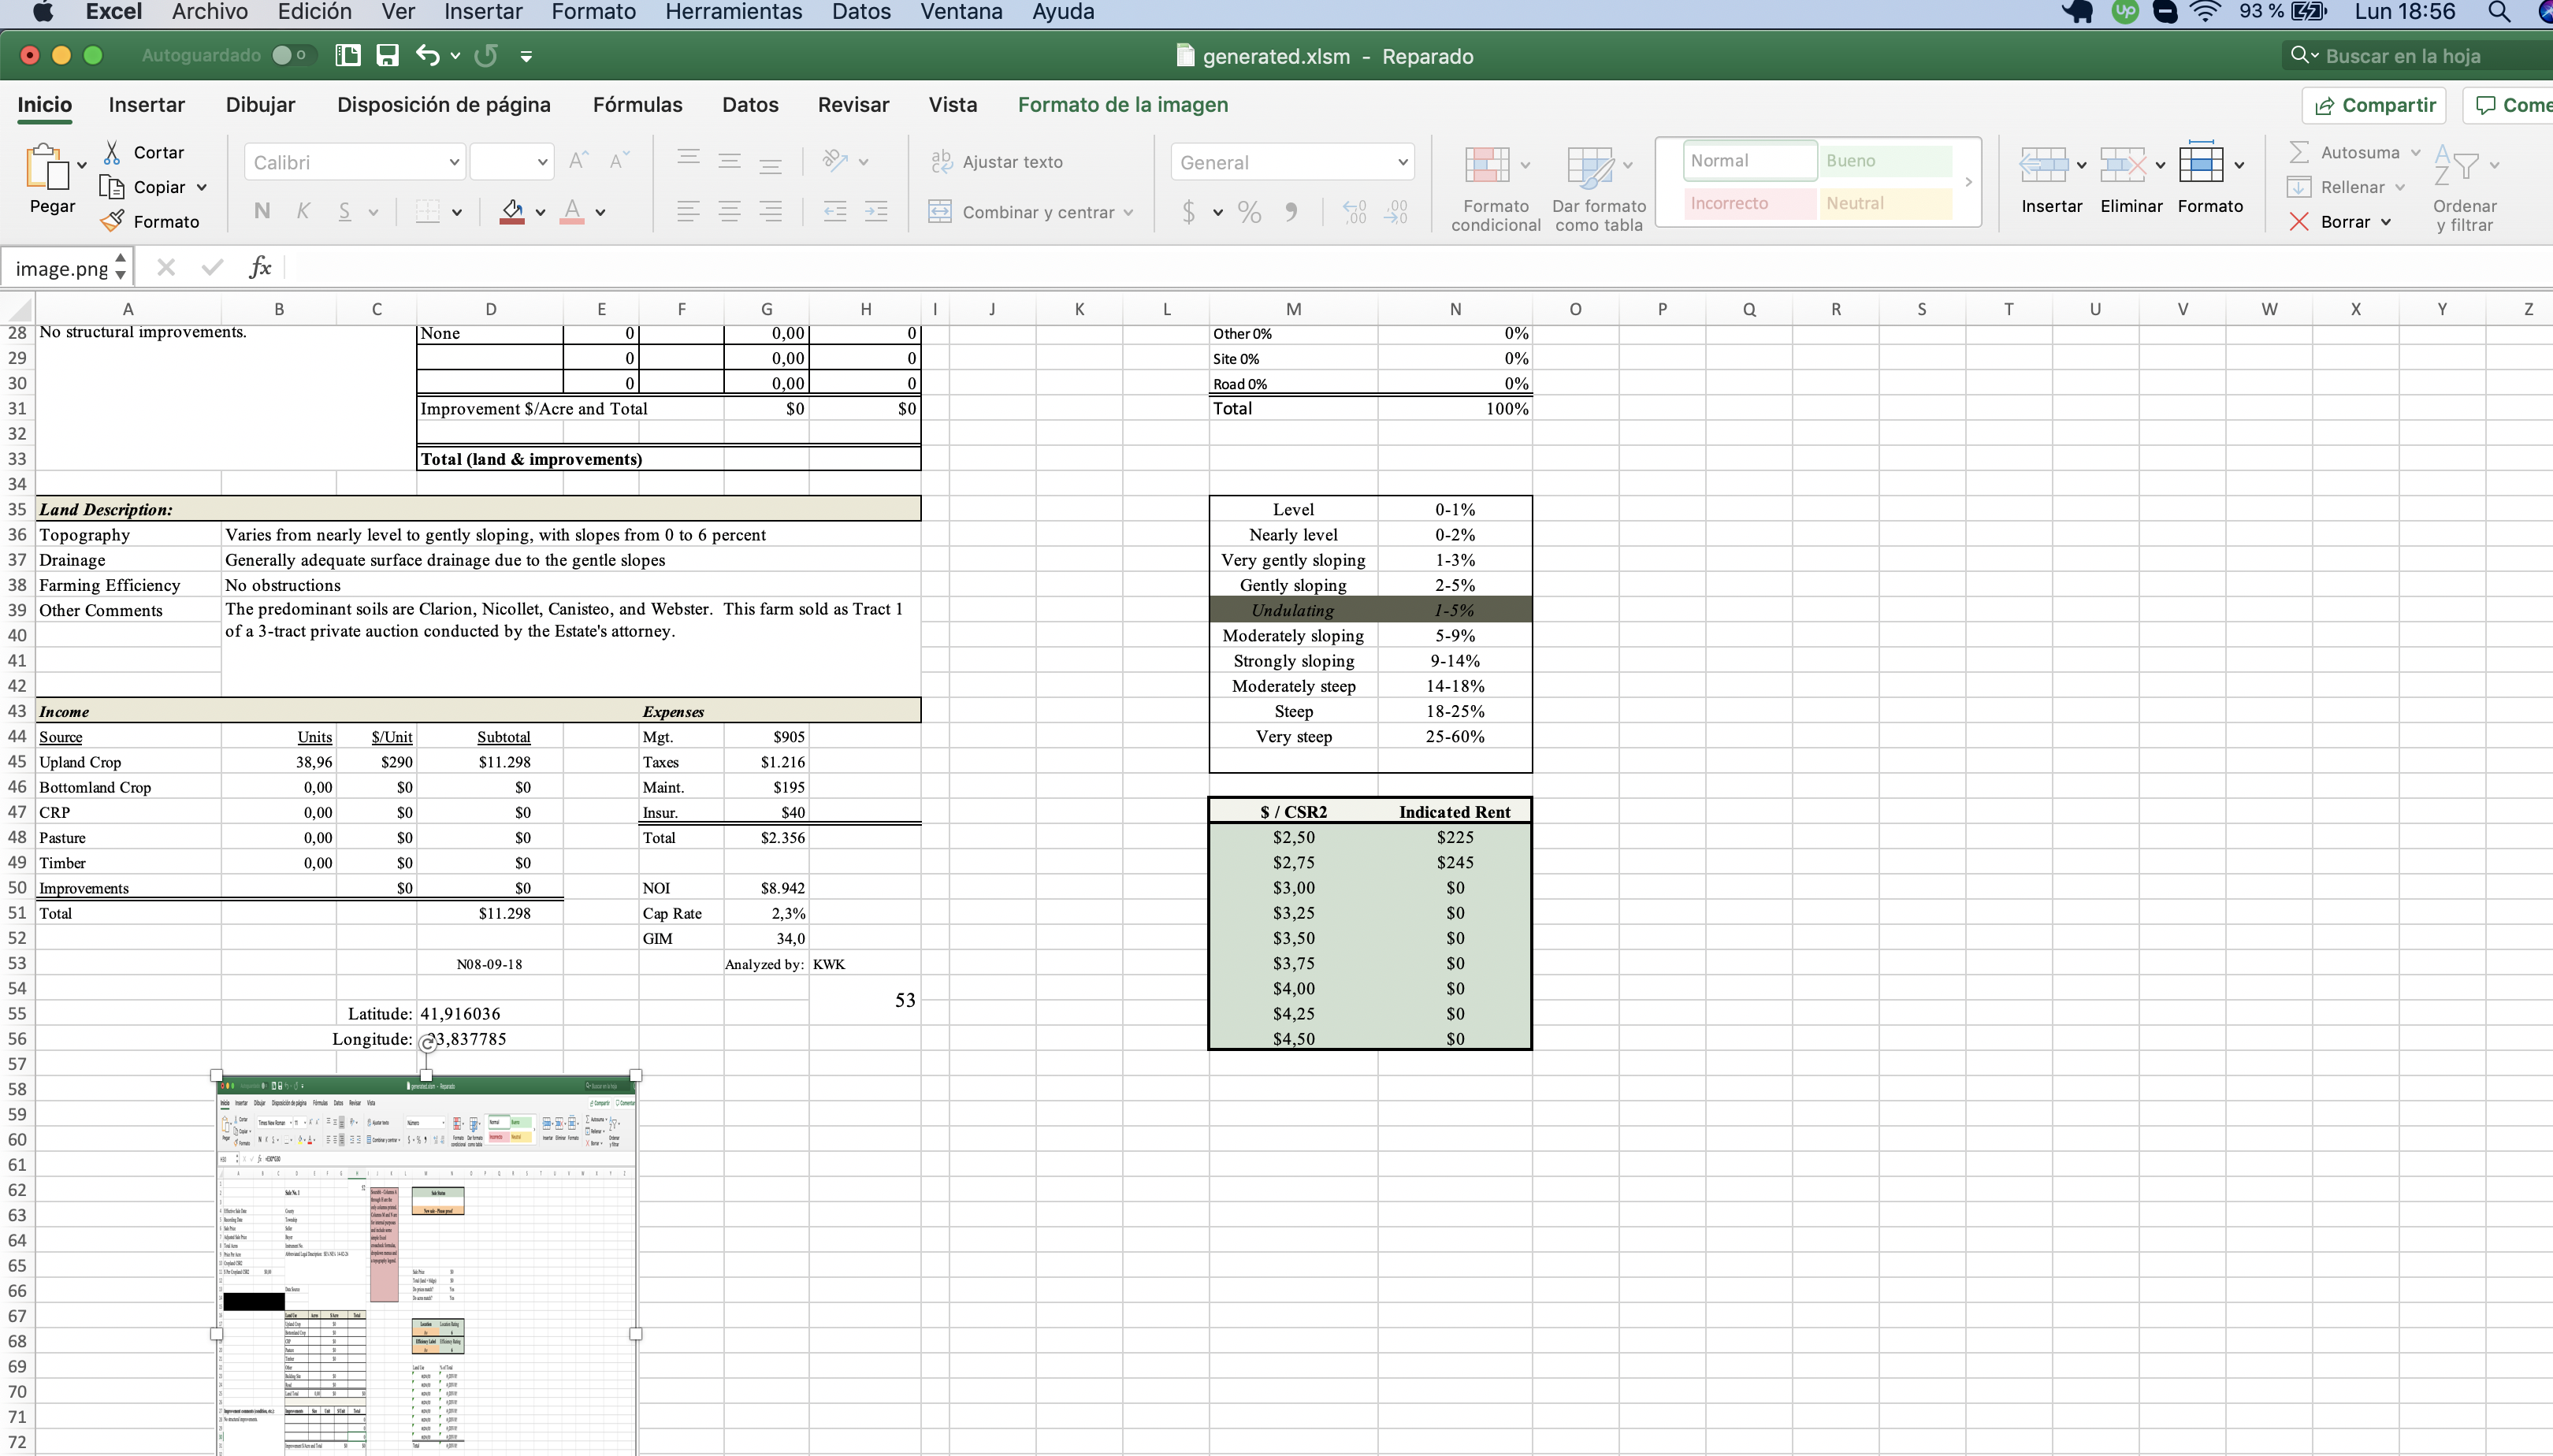 Excel Archivo Edición Ver Insertar Formato Herramientas Datos Ventana Ayuda 93 % Lun 18:56
Autoguardado generated.xlsm - Reparado Buscar en la hoja
Inicio Insertar Dibujar Disposición de página Fórmulas Datos Revisar Vista Formato de la imagen Compartir Come
Pegar Cortar Copiar Formato
Calibri
N K S
Ajustar texto
Combinar y centrar
General
$ %
Formato condicional
Dar formato como tabla
Normal Bueno
Incorrecto Neutral
Insertar Eliminar Formato
Autosuma
Rellenar
Borrar
Ordenar y filtrar
image.png fx
A B C D E F G H I J K L M N O P Q R S T U V W X Y Z
28 No structural improvements. None 0 0,00 0 Other 0% 0%
29 0 0,00 0 Site 0% 0%
30 0 0,00 0 Road 0% 0%
31 Improvement $/Acre and Total $0 $0 Total 100%
32
33 Total (land & improvements)
34
35 Land Description: Level 0-1%
36 Topography Varies from nearly level to gently sloping, with slopes from 0 to 6 percent Nearly level 0-2%
37 Drainage Generally adequate surface drainage due to the gentle slopes Very gently sloping 1-3%
38 Farming Efficiency No obstructions Gently sloping 2-5%
39 Other Comments The predominant soils are Clarion, Nicollet, Canisteo, and Webster. This farm sold as Tract 1 Undulating 1-5%
40 of a 3-tract private auction conducted by the Estate's attorney. Moderately sloping 5-9%
41 Strongly sloping 9-14%
42 Moderately steep 14-18%
43 Income Expenses Steep 18-25%
44 Source Units $/Unit Subtotal Mgt. $905 Very steep 25-60%
45 Upland Crop 38,96 $290 $11.298 Taxes $1.216
46 Bottomland Crop 0,00 $0 $0 Maint. $195
47 CRP 0,00 $0 $0 Insur. $40 $ / CSR2 Indicated Rent
48 Pasture 0,00 $0 $0 Total $2.356 $2,50 $225
49 Timber 0,00 $0 $0 $2,75 $245
50 Improvements $0 $0 NOI $8.942 $3,00 $0
51 Total $11.298 Cap Rate 2,3% $3,25 $0
52 GIM 34,0 $3,50 $0
53 N08-09-18 Analyzed by: KWK $3,75 $0
54 53 $4,00 $0
55 Latitude: 41,916036 $4,25 $0
56 Longitude: 3,837785 $4,50 $0
57
58
59
60
61
62
63
64
65
66
67
68
69
70
71
72